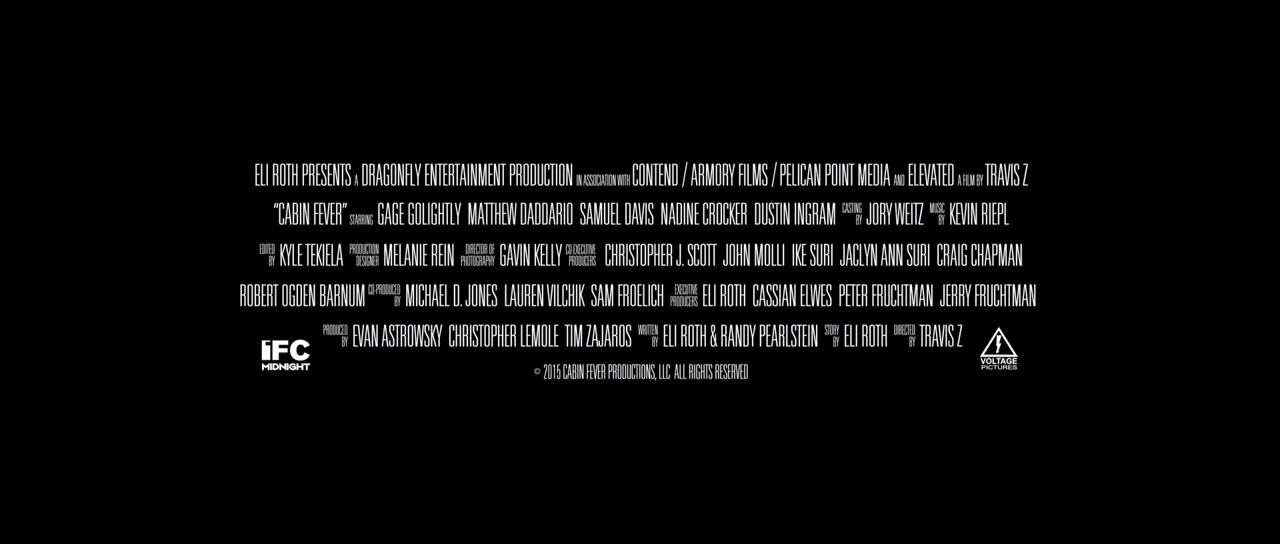 ELI ROTH PRESENTS A DRAGONFLY ENTERTAINMENT PRODUCTION IN ASSOCIATION WITH CONTEND / ARMORY FILMS / PELICAN POINT MEDIA AND ELEVATED A FILM BY TRAVIS Z
"CABIN FEVER" STARRING GAGE GOLIGHTLY MATTHEW DADDARIO SAMUEL DAVIS NADINE CROCKER DUSTIN INGRAM CASTING BY JORY WEITZ MUSIC BY KEVIN RIEPL
EDITED BY KYLE TEKIELA PRODUCTION DESIGNER MELANIE REIN DIRECTOR OF PHOTOGRAPHY GAVIN KELLY CO-EXECUTIVE PRODUCERS CHRISTOPHER J. SCOTT JOHN MOLLI IKE SURI JACLYN ANN SURI CRAIG CHAPMAN
ROBERT OGDEN BARNUM CO-PRODUCED BY MICHAEL D. JONES LAUREN VILCHIK SAM FROELICH EXECUTIVE PRODUCERS ELI ROTH CASSIAN ELWES PETER FRUCHTMAN JERRY FRUCHTMAN
PRODUCED BY EVAN ASTROWSKY CHRISTOPHER LEMOLE TIM ZAJAROS WRITTEN BY ELI ROTH & RANDY PEARLSTEIN STORY BY ELI ROTH DIRECTED BY TRAVIS Z
IFC
MIDNIGHT
VOLTAGE
PICTURES
© 2015 CABIN FEVER PRODUCTIONS, LLC ALL RIGHTS RESERVED